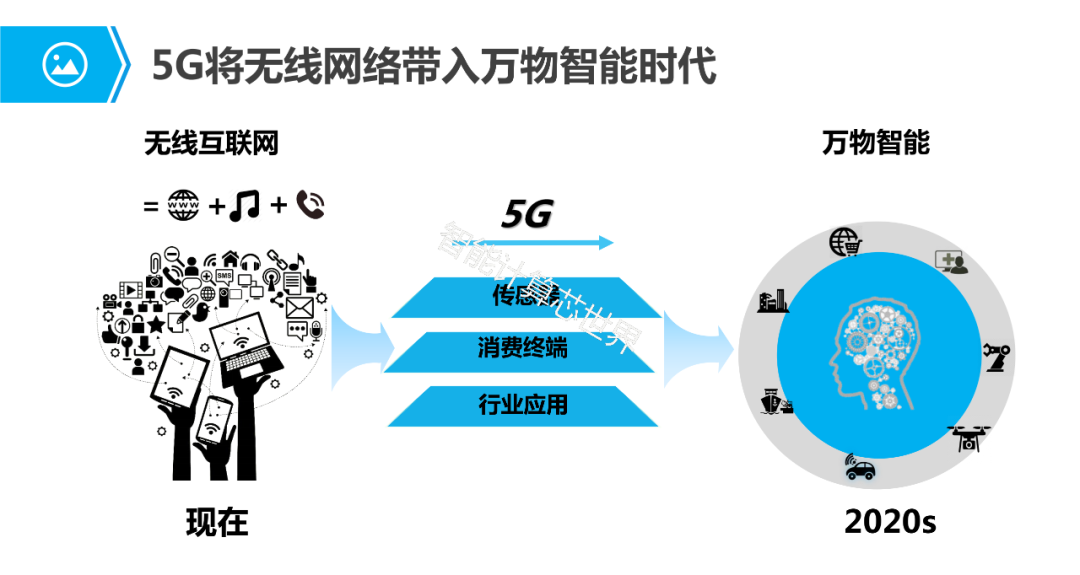 5G将无线网络带入万物智能时代
无线互联网
万物智能
= WWW + +
SMS
5G
智能计算芯世界
传感器
消费终端
行业应用
现在
2020s